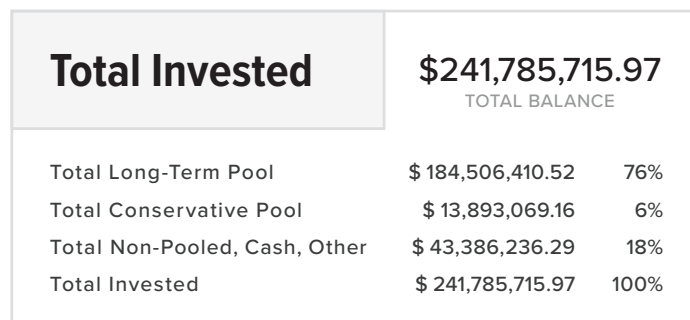 Total Invested
$241,785,715.97
TOTAL BALANCE
Total Long-Term Pool $ 184,506,410.52 76%
Total Conservative Pool $ 13,893,069.16 6%
Total Non-Pooled, Cash, Other $ 43,386,236.29 18%
Total Invested $ 241,785,715.97 100%